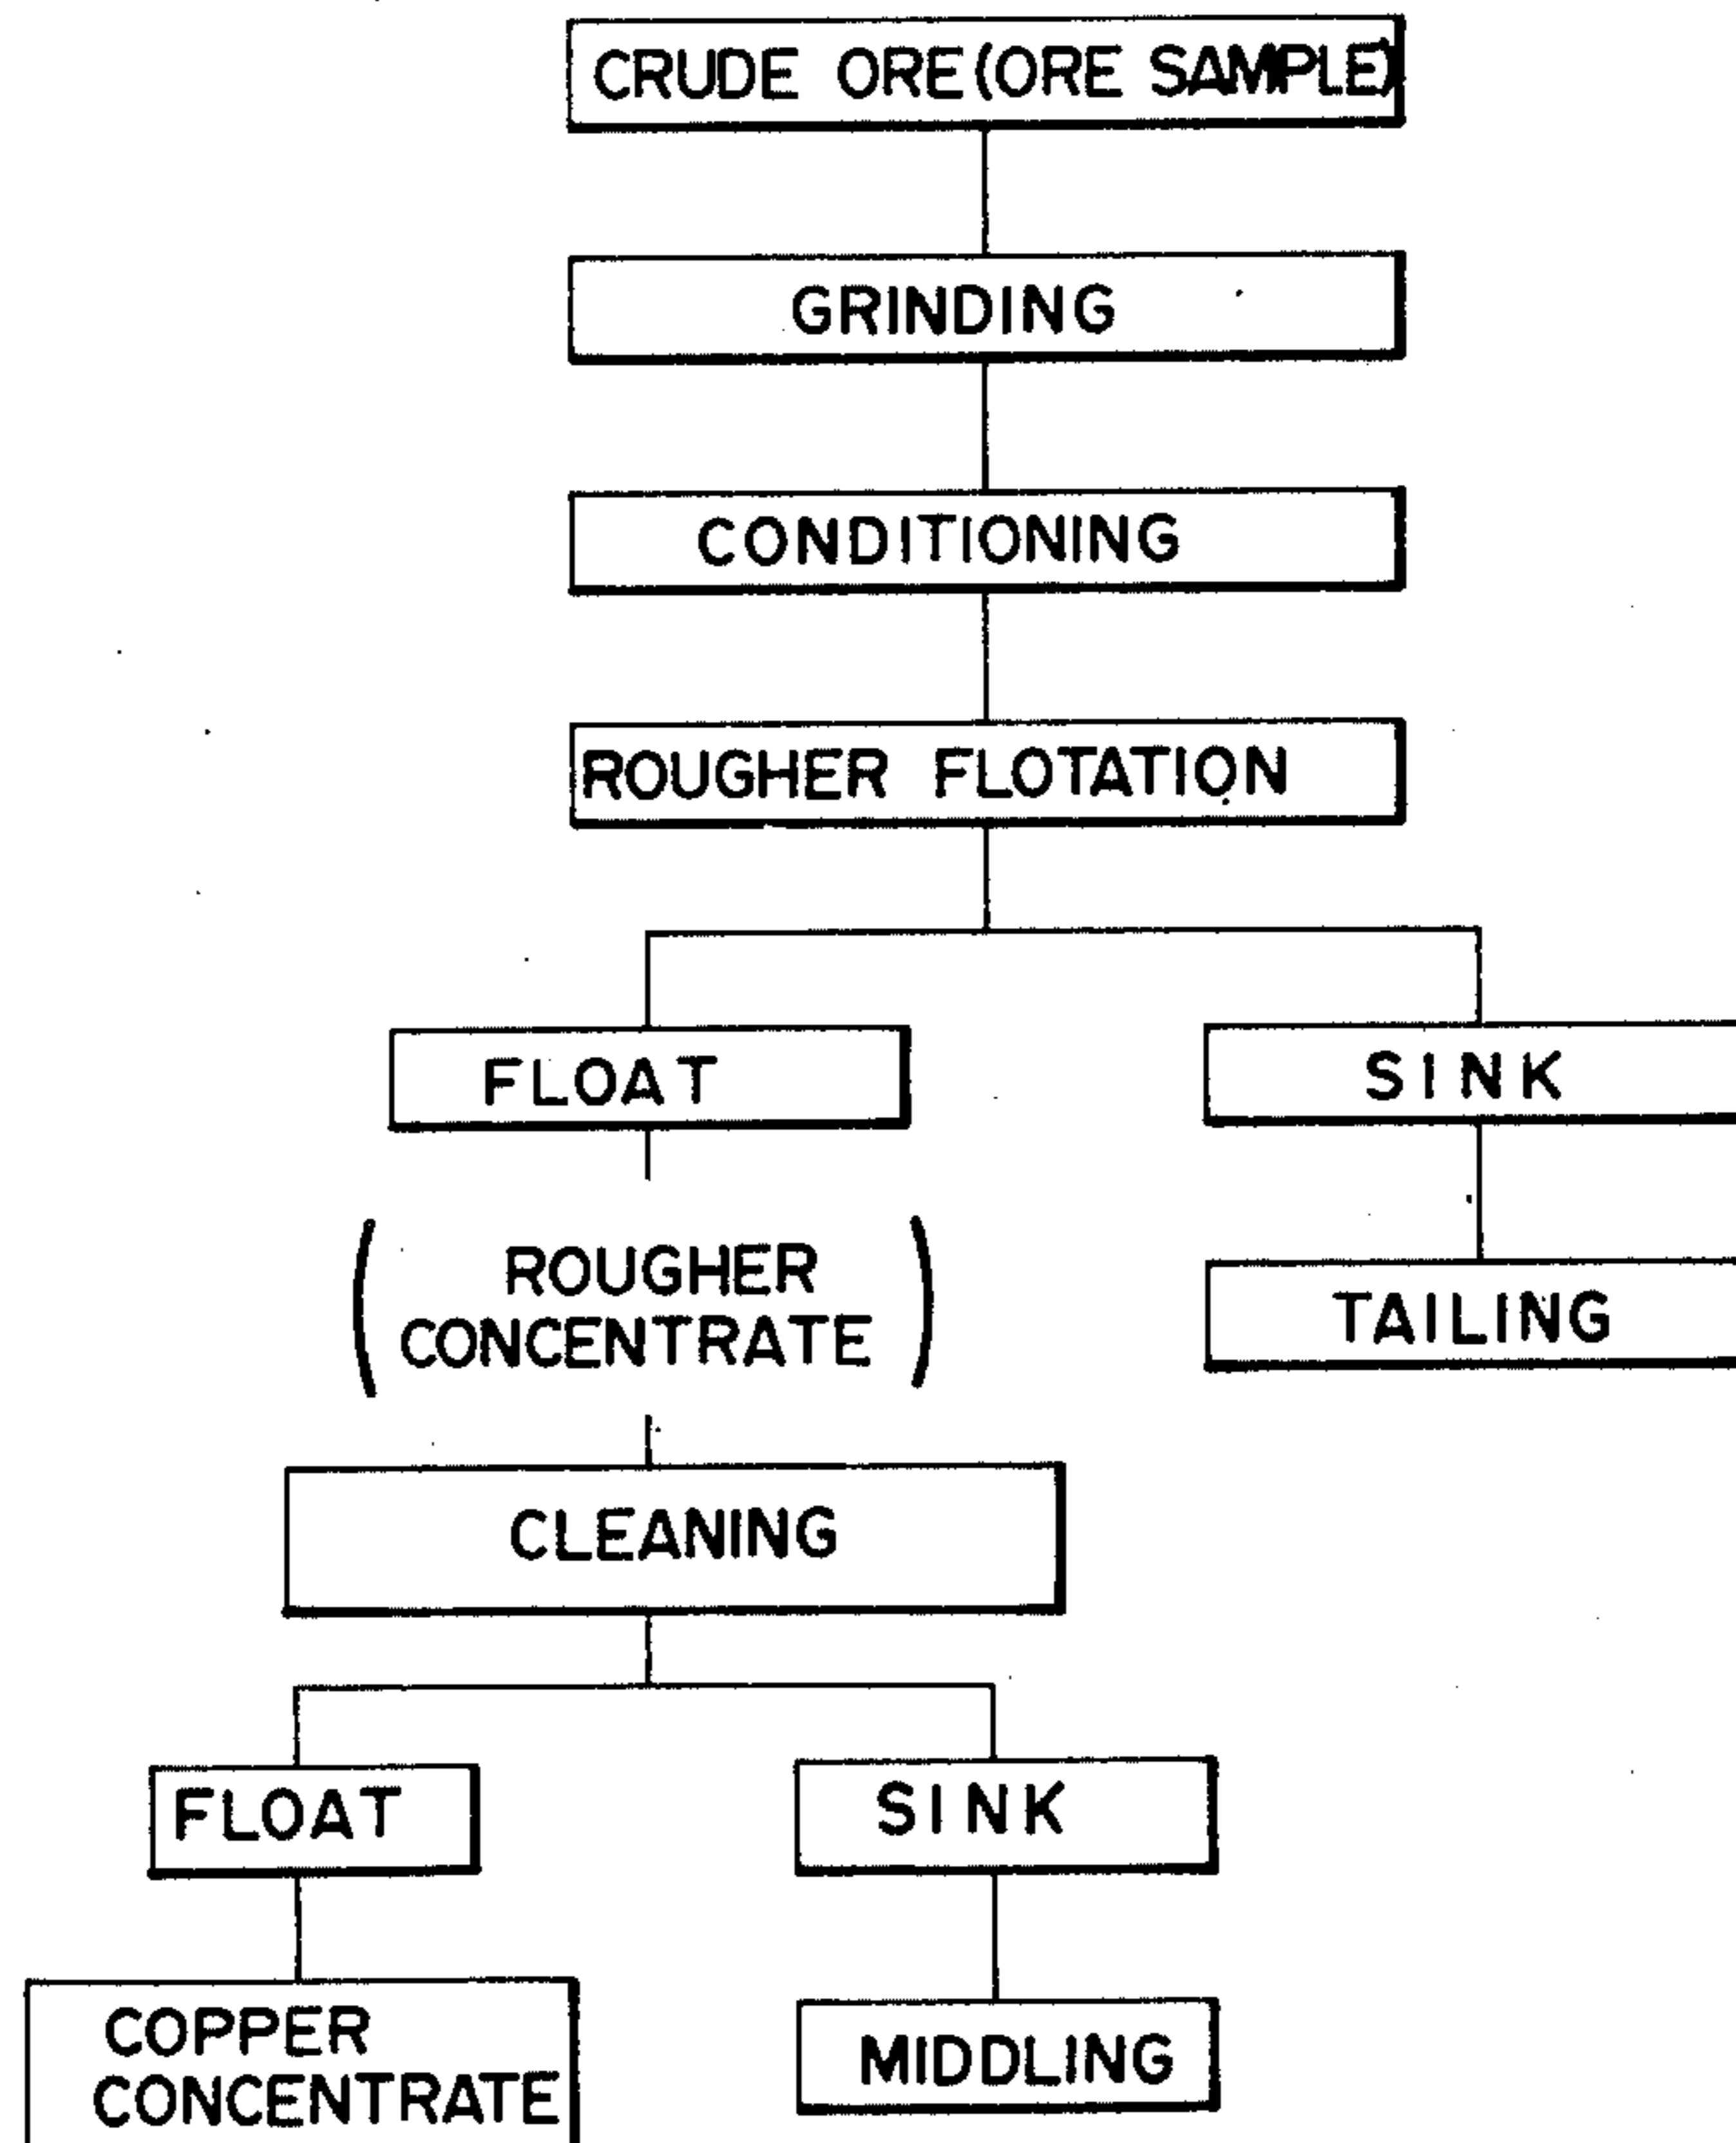 CRUDE ORE (ORE SAMPLE)
GRINDING
CONDITIONING
ROUGHER FLOTATION
FLOAT
SINK
( ROUGHER
CONCENTRATE )
TAILING
CLEANING
FLOAT
SINK
COPPER
CONCENTRATE
MIDDLING